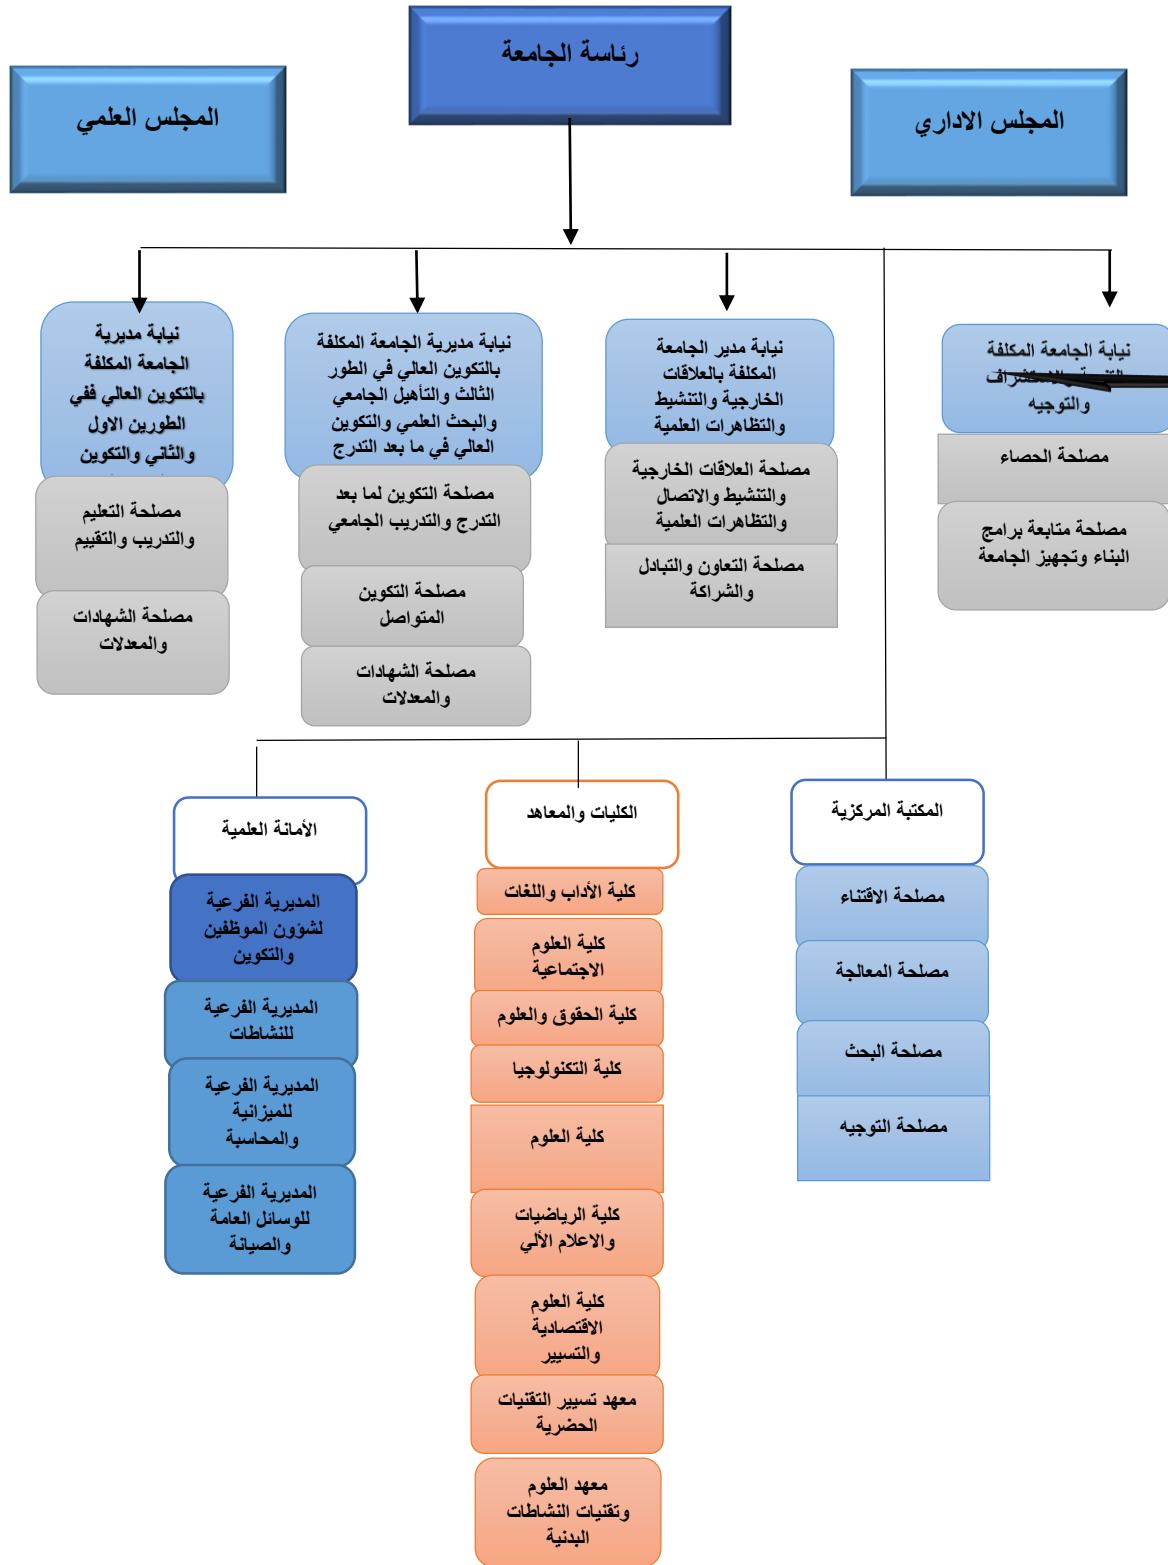 رئاسة الجامعة
المجلس الاداري
المجلس العلمي
نيابة الجامعة المكلفة
والاستشراف
والتوجيه
مصلحة الحصاء
مصلحة متابعة برامج
البناء وتجهيز الجامعة
نيابة مدير الجامعة
المكلفة بالعلاقات
الخارجية والتنشيط
والتظاهرات العلمية
مصلحة العلاقات الخارجية
والتنشيط والاتصال
والتظاهرات العلمية
مصلحة التعاون والتبادل
والشراكة
نيابة مديرية الجامعة المكلفة
بالتكوين العالي في الطور
الثالث والتأهيل الجامعي
والبحث العلمي والتكوين
العالي في ما بعد التدرج
مصلحة التكوين لما بعد
التدرج والتدريب الجامعي
مصلحة التكوين
المتواصل
مصلحة الشهادات
والمعدلات
نيابة مديرية
الجامعة المكلفة
بالتكوين العالي ففي
الطورين الاول
والثاني والتكوين
مصلحة التعليم
والتدريب والتقييم
مصلحة الشهادات
والمعدلات
المكتبة المركزية
مصلحة الاقتناء
مصلحة المعالجة
مصلحة البحث
مصلحة التوجيه
الكليات والمعاهد
كلية الأداب واللغات
كلية العلوم
الاجتماعية
كلية الحقوق والعلوم
كلية التكنولوجيا
كلية العلوم
كلية الرياضيات
والاعلام الألي
كلية العلوم
الاقتصادية
والتسيير
معهد تسيير التقنيات
الحضرية
معهد العلوم
وتقنيات النشاطات
البدنية
الأمانة العلمية
المديرية الفرعية
لشؤون الموظفين
والتكوين
المديرية الفرعية
للنشاطات
المديرية الفرعية
للميزانية
والمحاسبة
المديرية الفرعية
للوسائل العامة
والصيانة